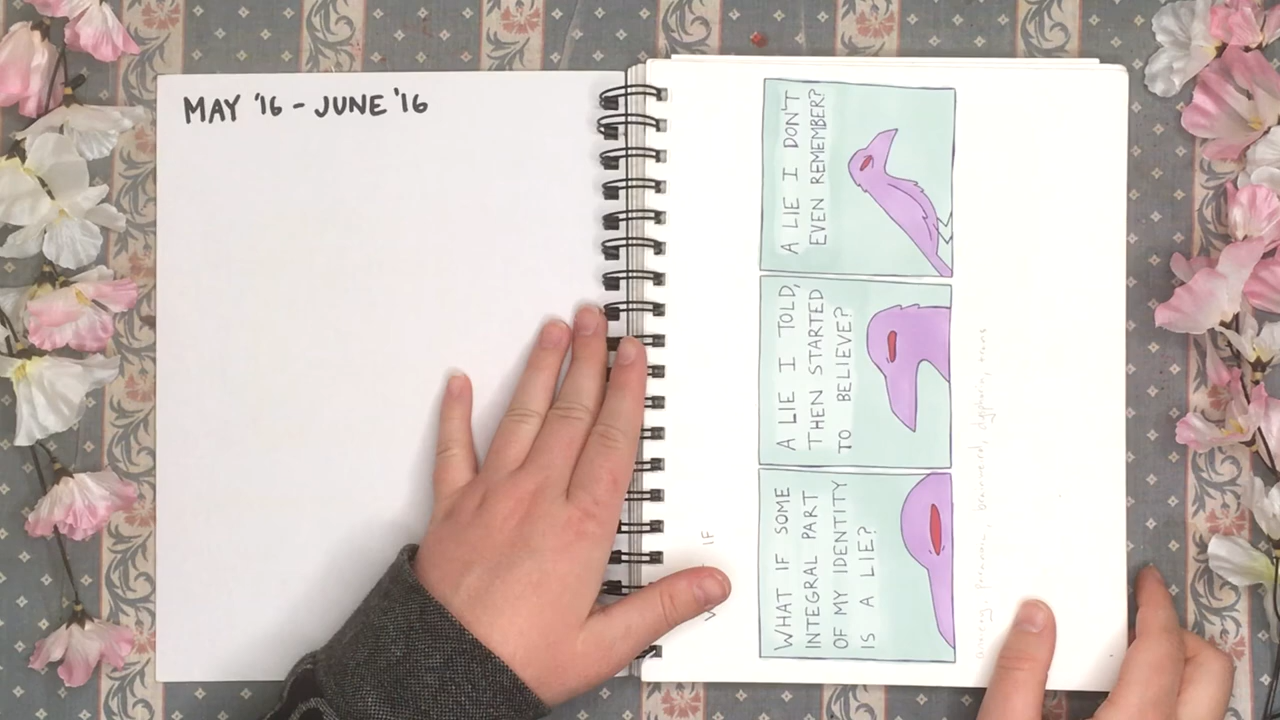 MAY '16 - JUNE '16
WHAT IF SOME
INTEGRAL PART
OF MY IDENTITY
IS A LIE?
A LIE I TOLD,
THEN STARTED
TO BELIEVE?
A LIE I DON'T
EVEN REMEMBER?
IF